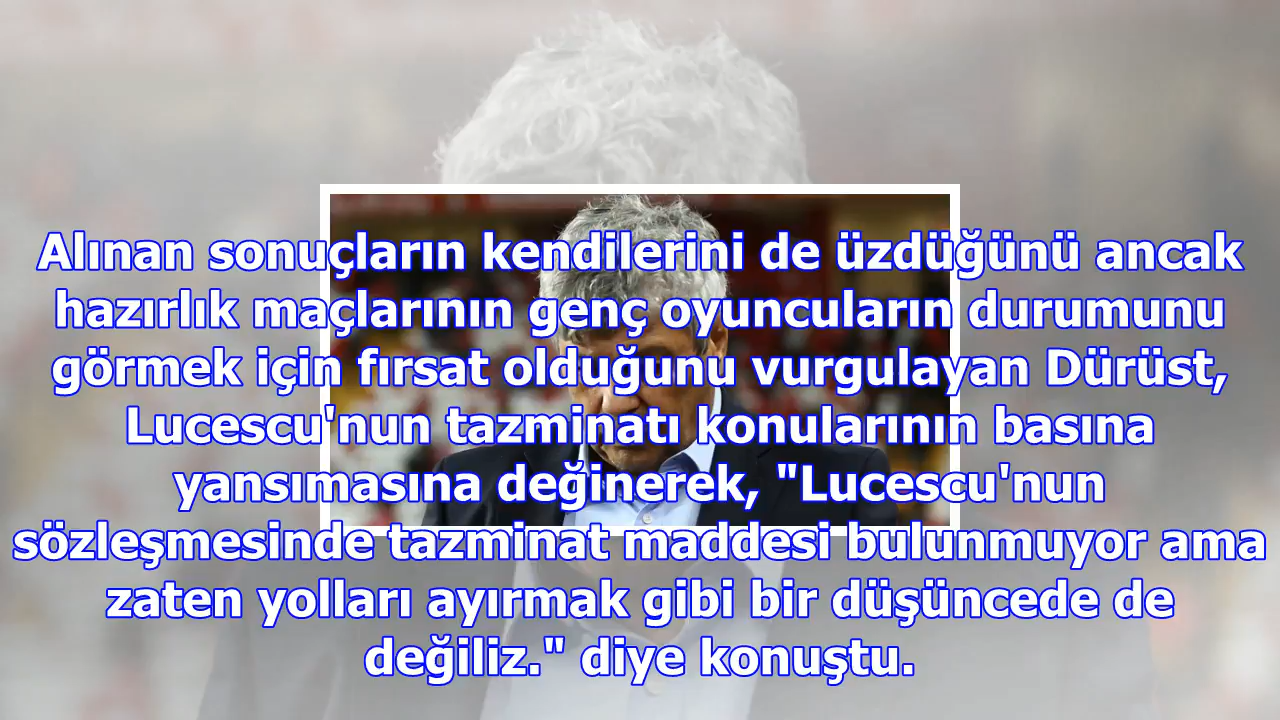 Alınan sonuçların kendilerini de üzdüğünü ancak
hazırlık maçlarının genç oyuncuların durumunu
görmek için fırsat olduğunu vurgulayan Dürüst,
Lucescu'nun tazminatı konularının basına
yansımasına değinerek, "Lucescu'nun
sözleşmesinde tazminat maddesi bulunmuyor ama
zaten yolları ayırmak gibi bir düşüncede de
değiliz." diye konuştu.